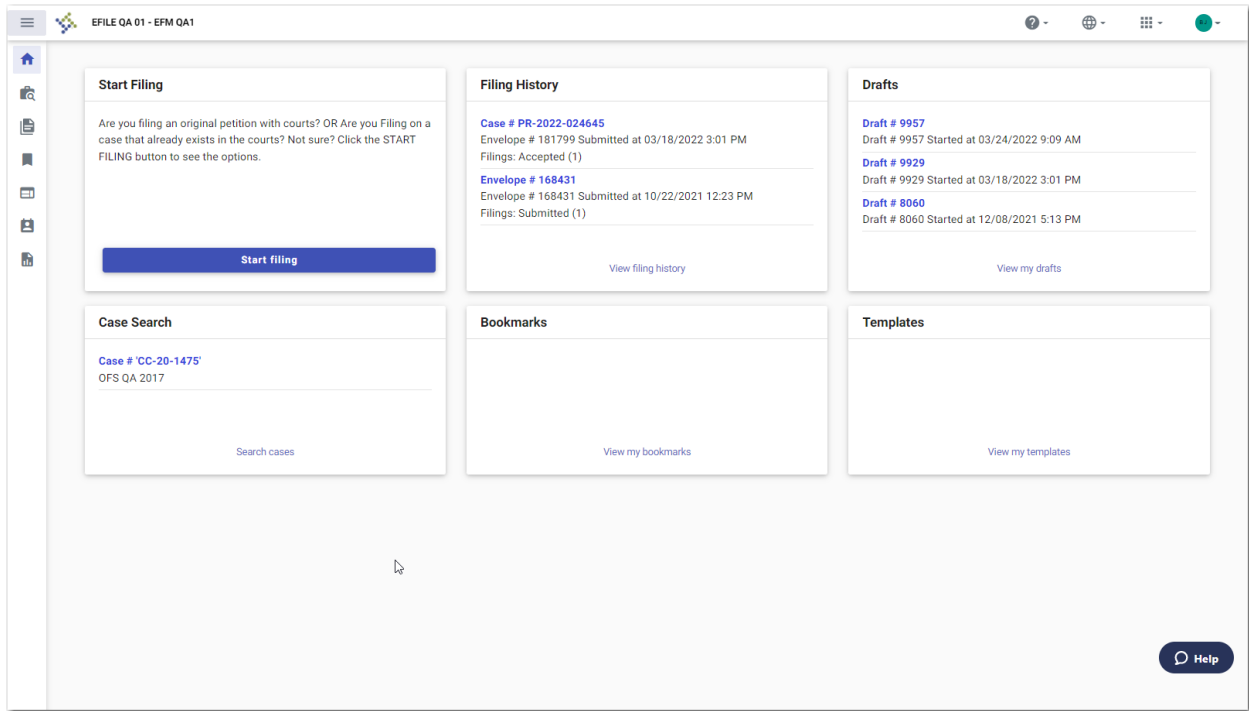 EFILE QA 01 - EFM QA1
Start Filing
Are you filing an original petition with courts? OR Are you Filing on a
case that already exists in the courts? Not sure? Click the START
FILING button to see the options.
Start filing
Filing History
Case # PR-2022-024645
Envelope # 181799 Submitted at 03/18/2022 3:01 PM
Filings: Accepted (1)
Envelope # 168431
Envelope # 168431 Submitted at 10/22/2021 12:23 PM
Filings: Submitted (1)
View filing history
Drafts
Draft # 9957
Draft # 9957 Started at 03/24/2022 9:09 AM
Draft # 9929
Draft # 9929 Started at 03/18/2022 3:01 PM
Draft # 8060
Draft # 8060 Started at 12/08/2021 5:13 PM
View my drafts
Case Search
Case # 'CC-20-1475'
OFS QA 2017
Search cases
Bookmarks
View my bookmarks
Templates
View my templates
Help